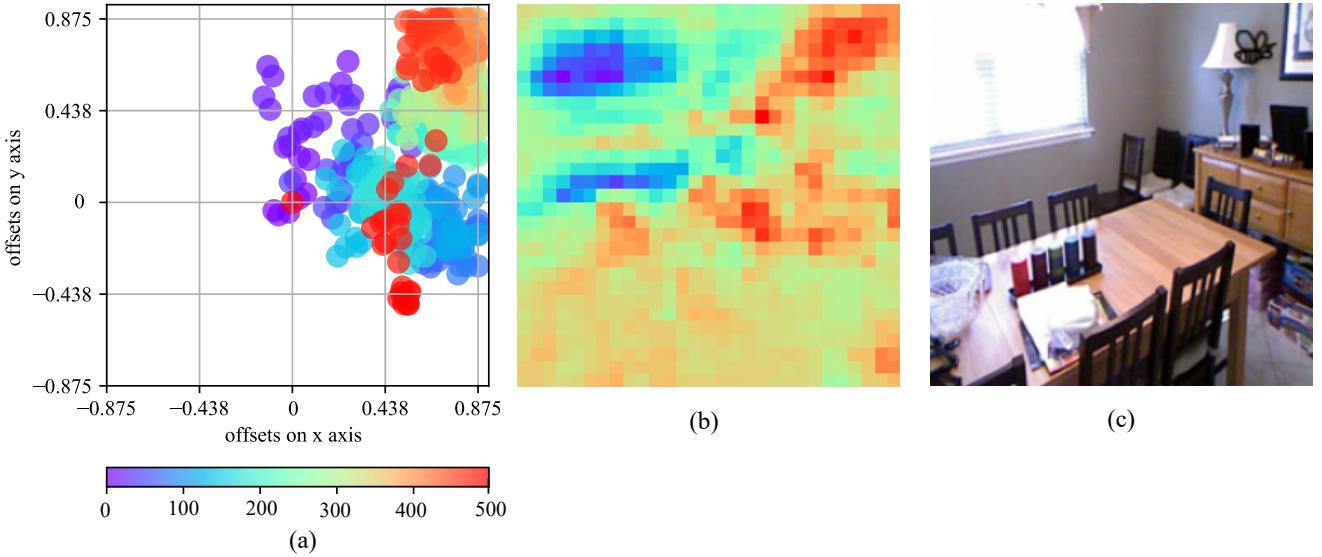 0.875
0.438
0
−0.438
−0.875
offsets on y axis
−0.875 −0.438 0 0.438 0.875
offsets on x axis
0 100 200 300 400 500
(a)
(b)
(c)